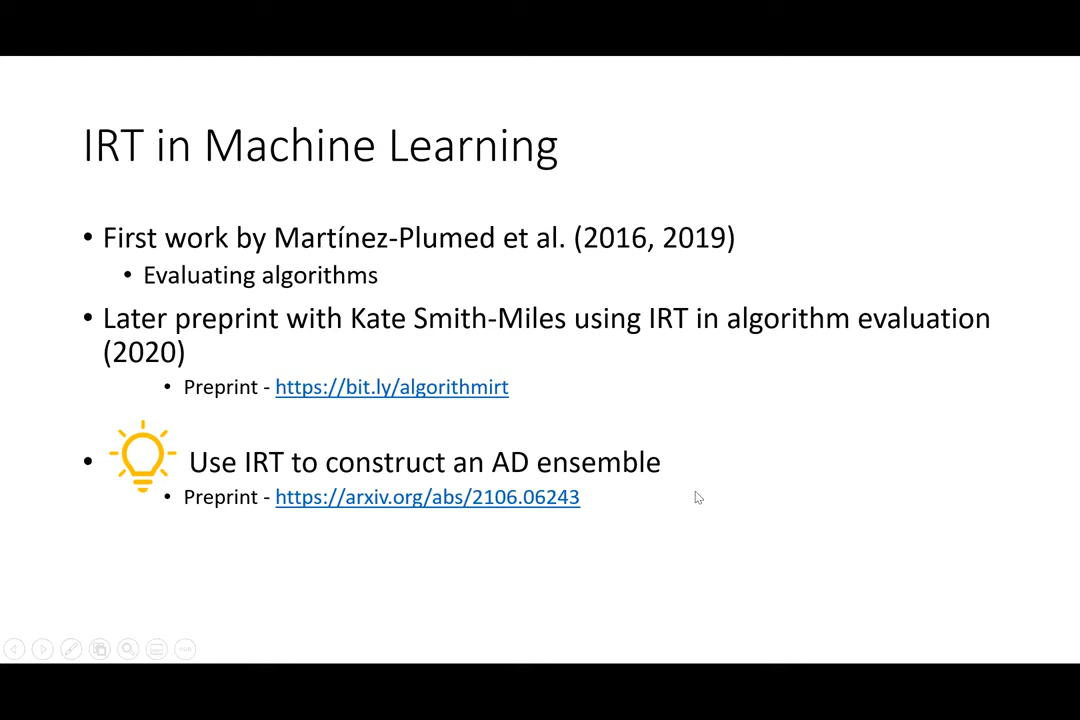 IRT in Machine Learning
• First work by Martínez-Plumed et al. (2016, 2019)
• Evaluating algorithms
• Later preprint with Kate Smith-Miles using IRT in algorithm evaluation
(2020)
• Preprint - https://bit.ly/algorithmirt
• Use IRT to construct an AD ensemble
• Preprint - https://arxiv.org/abs/2106.06243